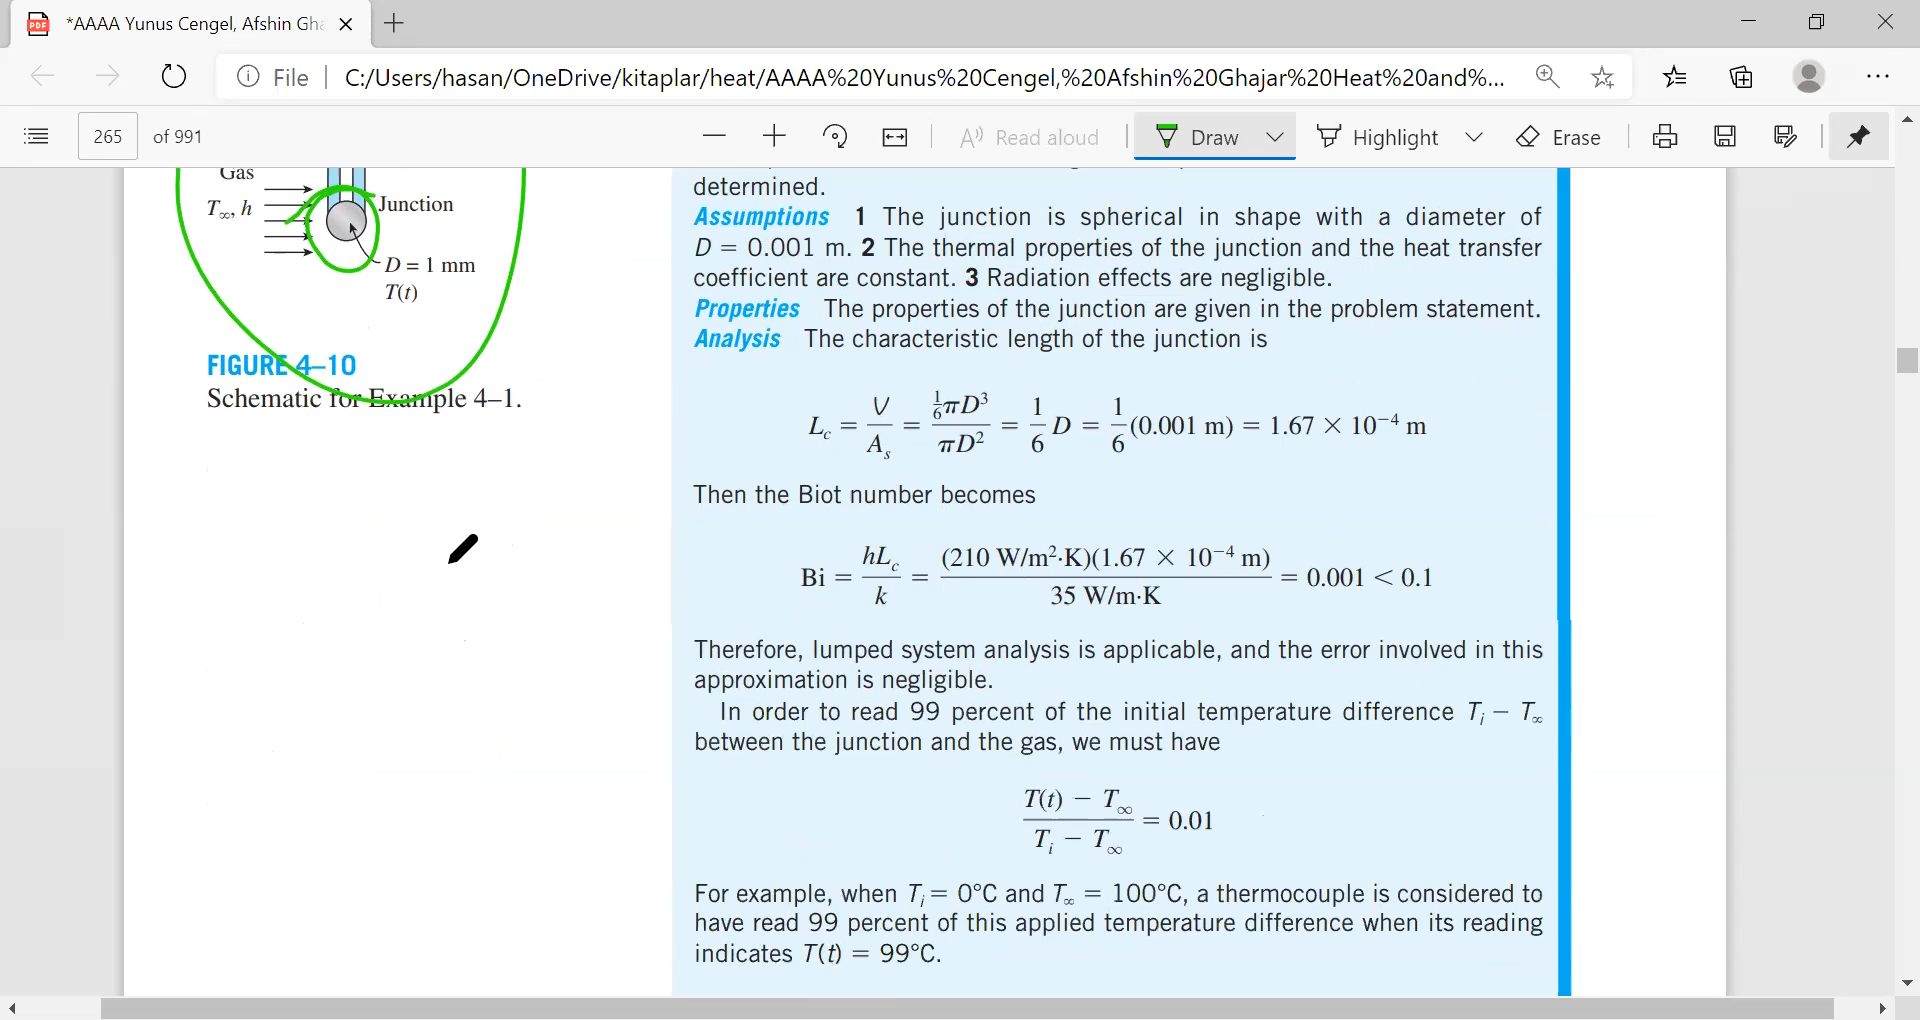 *AAAA Yunus Cengel, Afshin Gha
File
C:/Users/hasan/OneDrive/kitaplar/heat/AAAA%20Yunus%20Cengel,%20Afshin%20Ghajar%20Heat%20and%...
265 of 991
Read aloud
Draw
Highlight
Erase
Gas
T∞, h
Junction
D = 1 mm
T(t)
FIGURE 4–10
Schematic for Example 4–1.
determined.
Assumptions 1 The junction is spherical in shape with a diameter of
D = 0.001 m. 2 The thermal properties of the junction and the heat transfer
coefficient are constant. 3 Radiation effects are negligible.
Properties The properties of the junction are given in the problem statement.
Analysis The characteristic length of the junction is
L_c = V/A_s = (1/6 πD³)/(πD²) = 1/6 D = 1/6 (0.001 m) = 1.67 × 10⁻⁴ m
Then the Biot number becomes
Bi = hL_c/k = (210 W/m²·K)(1.67 × 10⁻⁴ m)/(35 W/m·K) = 0.001 < 0.1
Therefore, lumped system analysis is applicable, and the error involved in this
approximation is negligible.
In order to read 99 percent of the initial temperature difference T_i − T∞
between the junction and the gas, we must have
(T(t) − T∞)/(T_i − T∞) = 0.01
For example, when T_i = 0°C and T∞ = 100°C, a thermocouple is considered to
have read 99 percent of this applied temperature difference when its reading
indicates T(t) = 99°C.